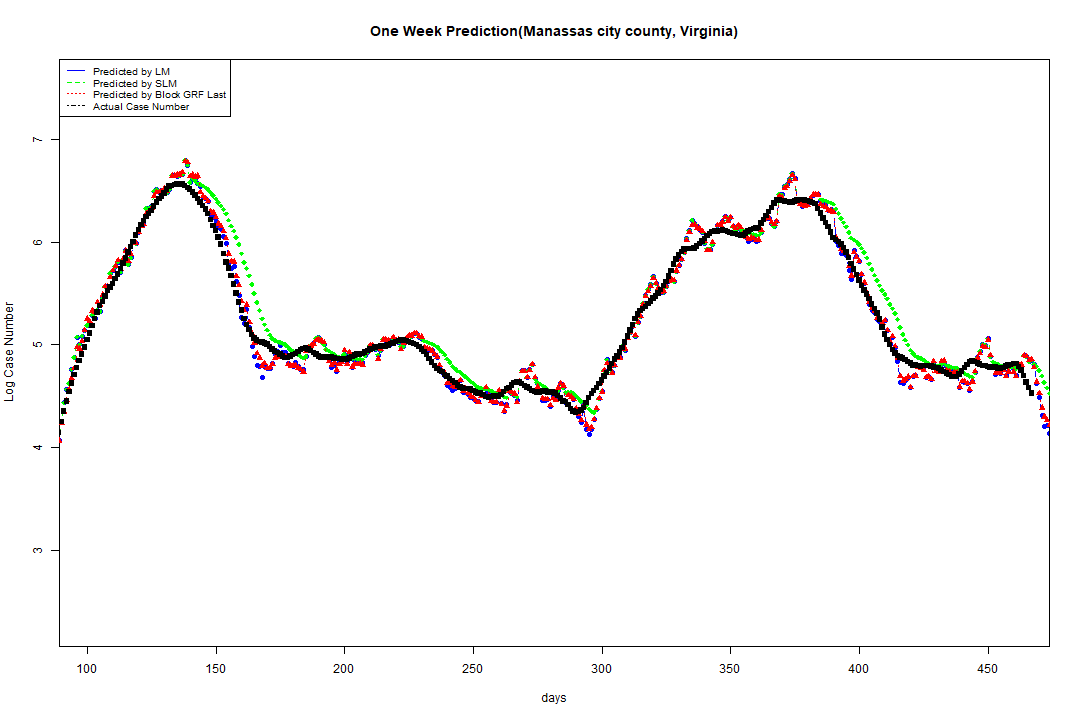 One Week Prediction(Manassas city county, Virginia)
Predicted by LM
Predicted by SLM
Predicted by Block GRF Last
Actual Case Number
7
6
5
4
3
Log Case Number
100 150 200 250 300 350 400 450
days